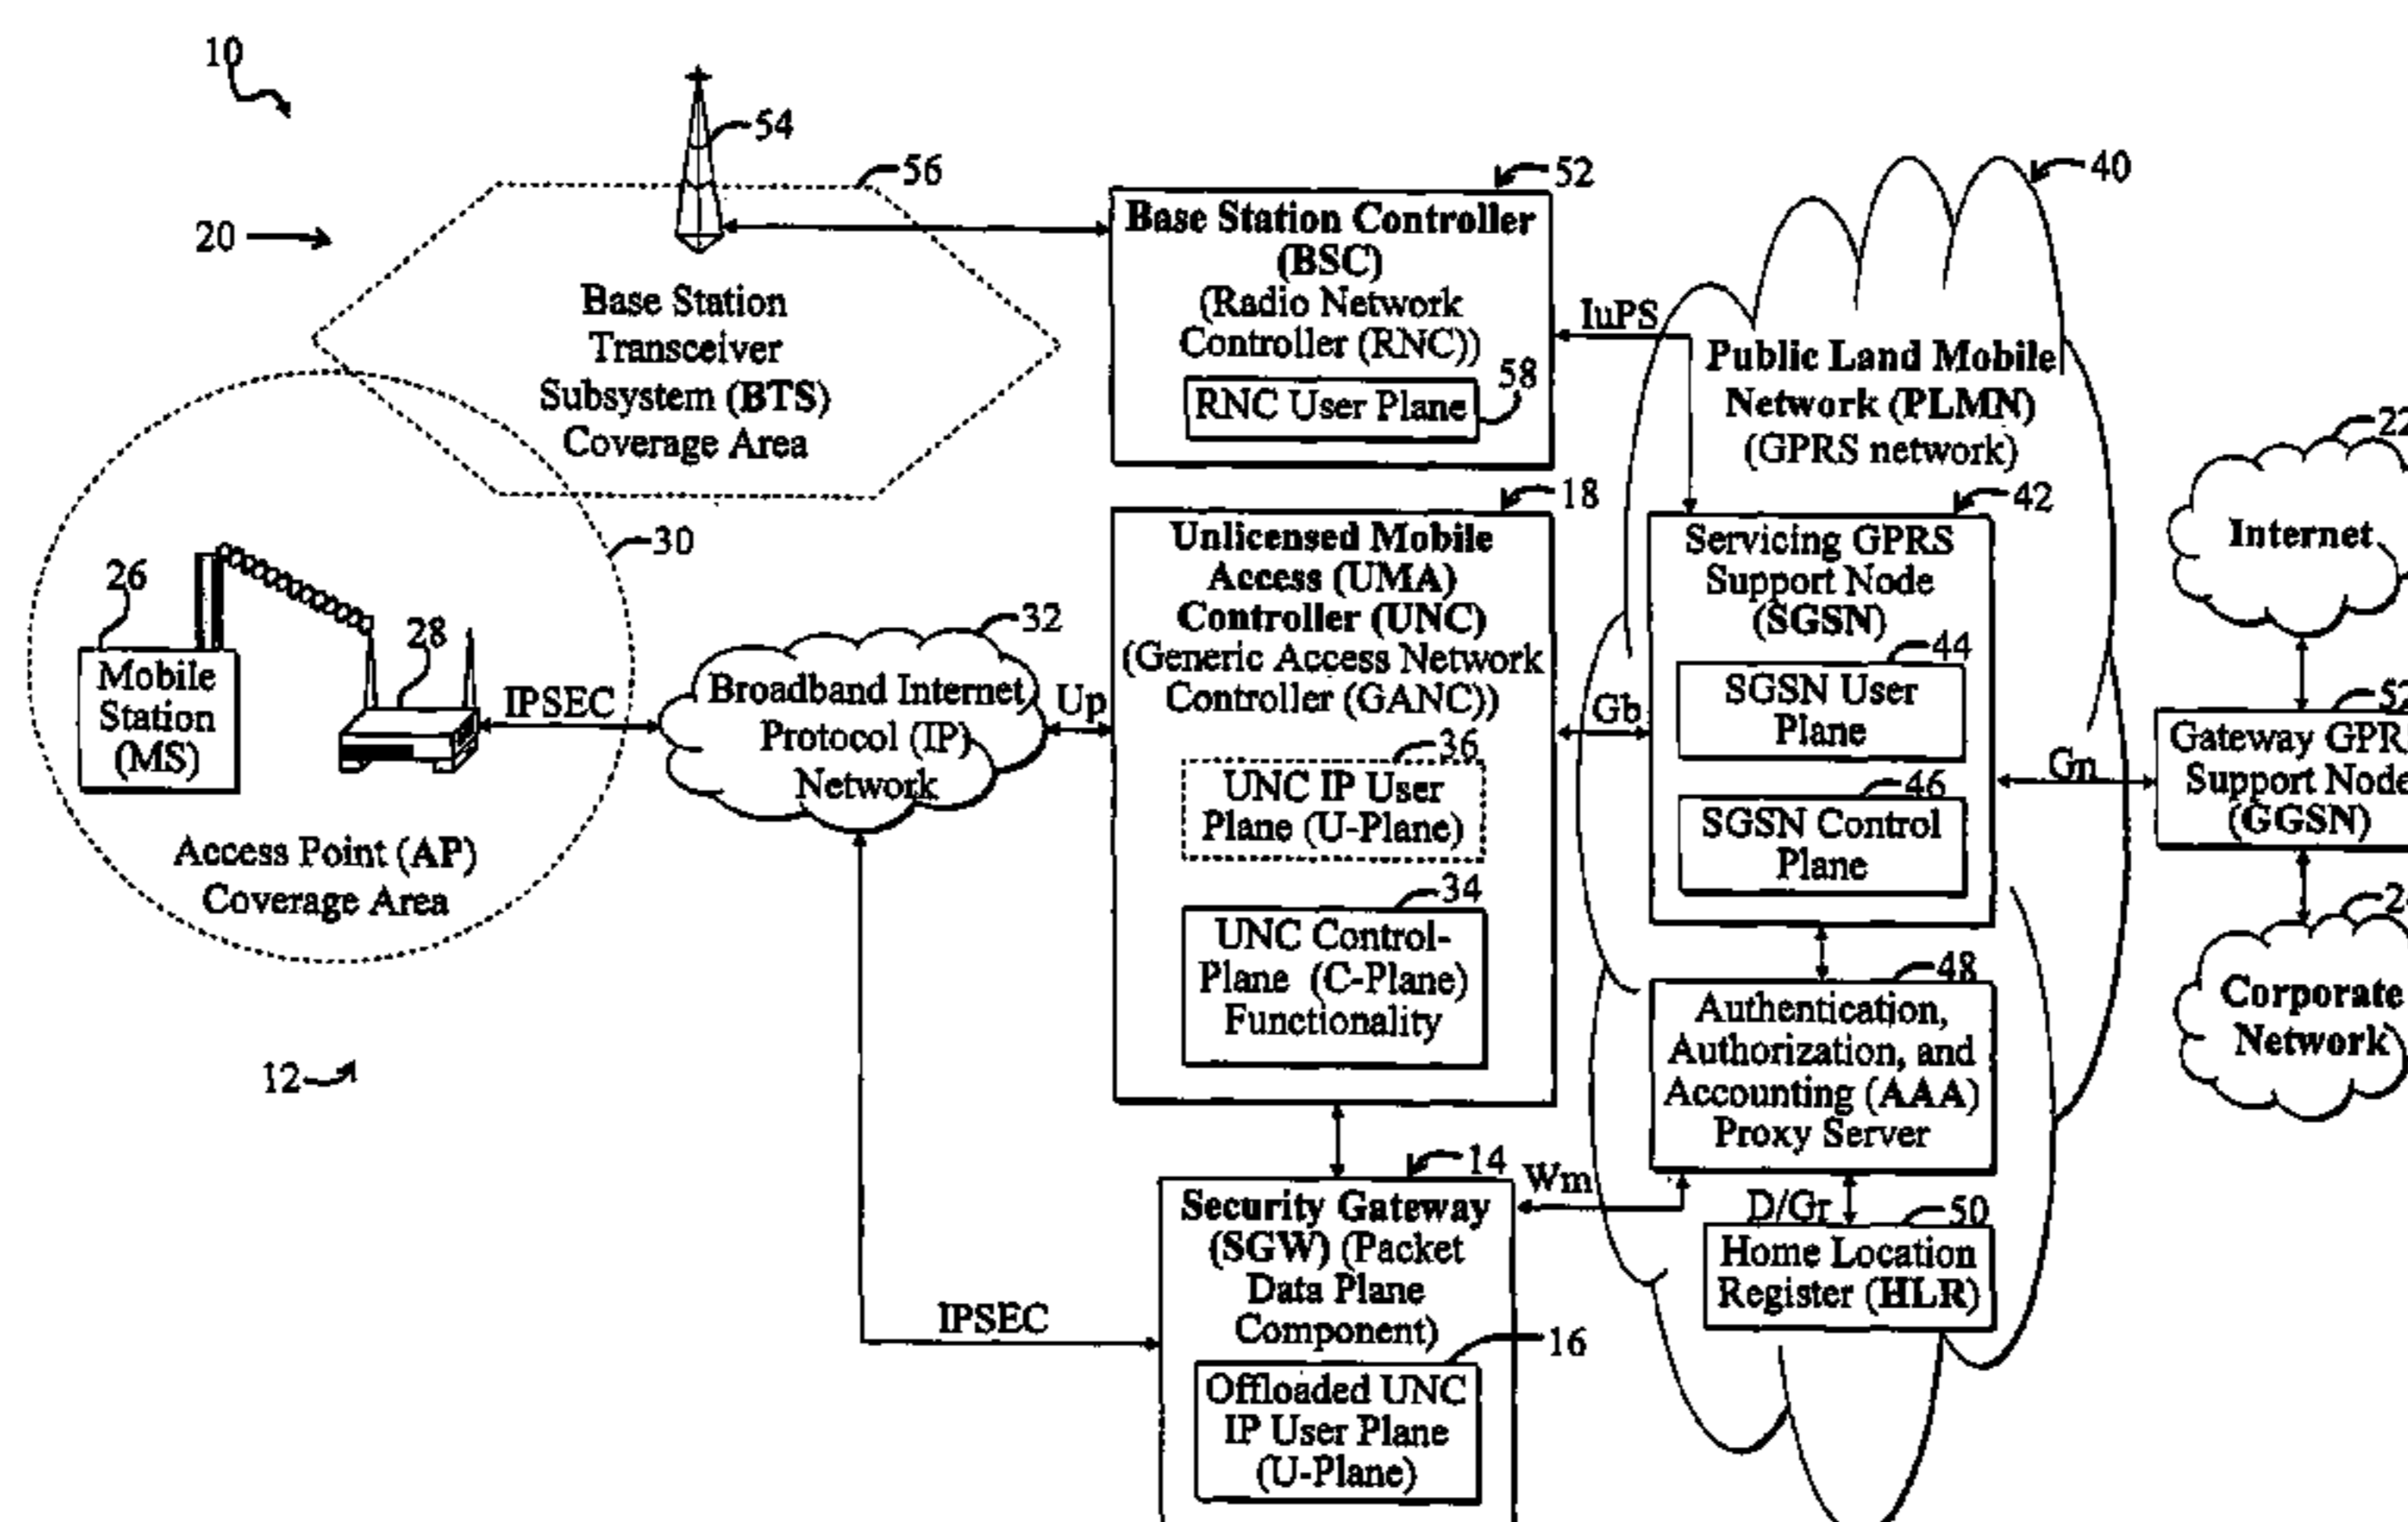 10
54
56
20
Base Station
Transceiver
Subsystem (BTS)
Coverage Area
52
Base Station Controller
(BSC)
(Radio Network
Controller (RNC))
58
RNC User Plane
IuPS
40
Public Land Mobile
Network (PLMN)
(GPRS network)
22
Internet
30
26
Mobile
Station
(MS)
28
IPSEC
Access Point (AP)
Coverage Area
12
32
Broadband Internet
Protocol (IP)
Network
Up
18
Unlicensed Mobile
Access (UMA)
Controller (UNC)
(Generic Access Network
Controller (GANC))
36
UNC IP User
Plane (U-Plane)
34
UNC Control-
Plane (C-Plane)
Functionality
Gb
42
Servicing GPRS
Support Node
(SGSN)
44
SGSN User
Plane
46
SGSN Control
Plane
Gn
52
Gateway GPR
Support Node
(GGSN)
Corporate
Network
48
Authentication,
Authorization, and
Accounting (AAA)
Proxy Server
D/Gr
50
Home Location
Register (HLR)
Wm
14
Security Gateway
(SGW) (Packet
Data Plane
Component)
16
Offloaded UNC
IP User Plane
(U-Plane)
IPSEC